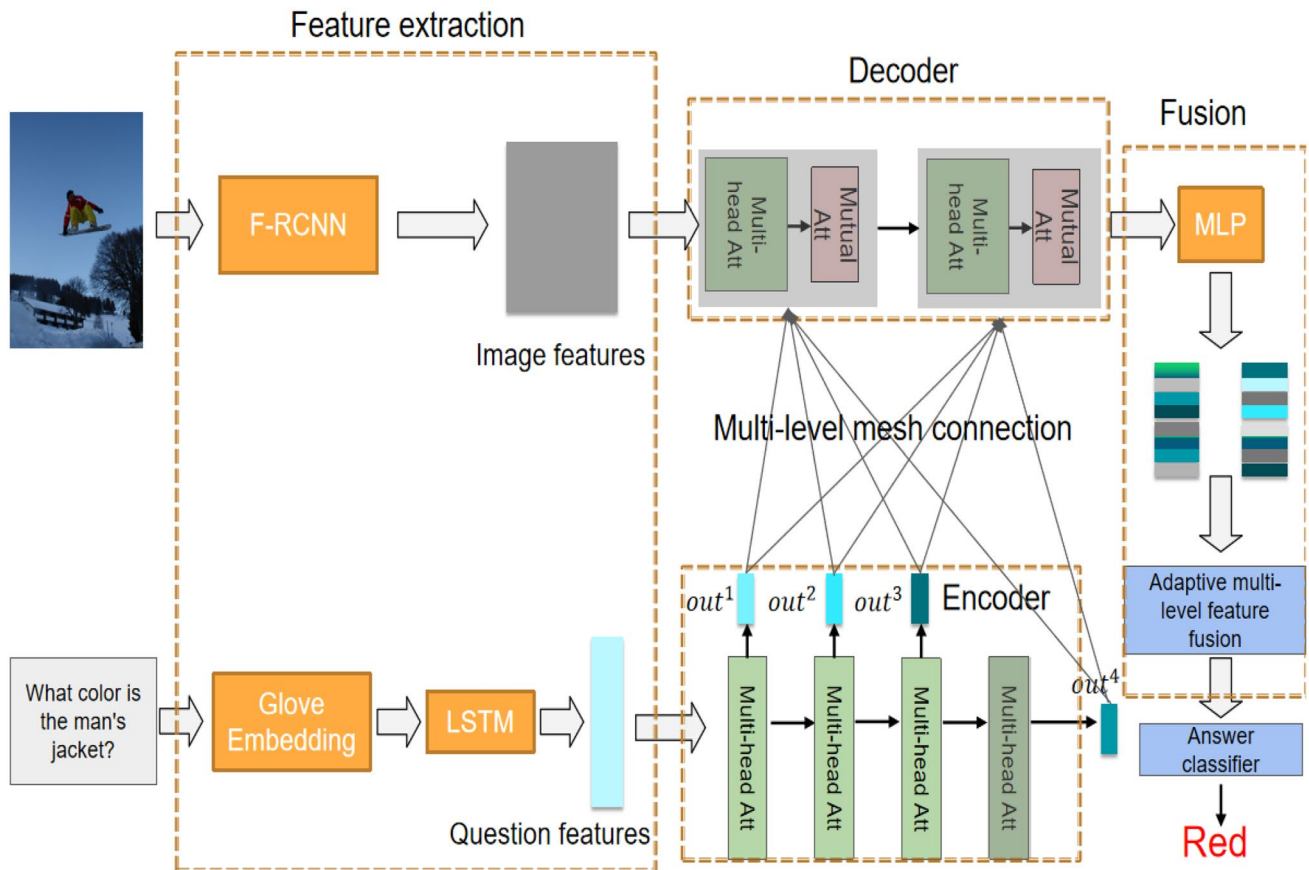 Feature extraction
Decoder
Fusion
F-RCNN
Multi-
head Att
Mutual
Att
Multi-
head Att
Mutual
Att
MLP
Image features
Multi-level mesh connection
out¹
out²
out³
Encoder
Adaptive multi-
level feature
fusion
What color is
the man's
jacket?
Glove
Embedding
LSTM
Multi-head Att
Multi-head Att
Multi-head Att
Multi-head Att
out⁴
Answer
classifier
Question features
Red